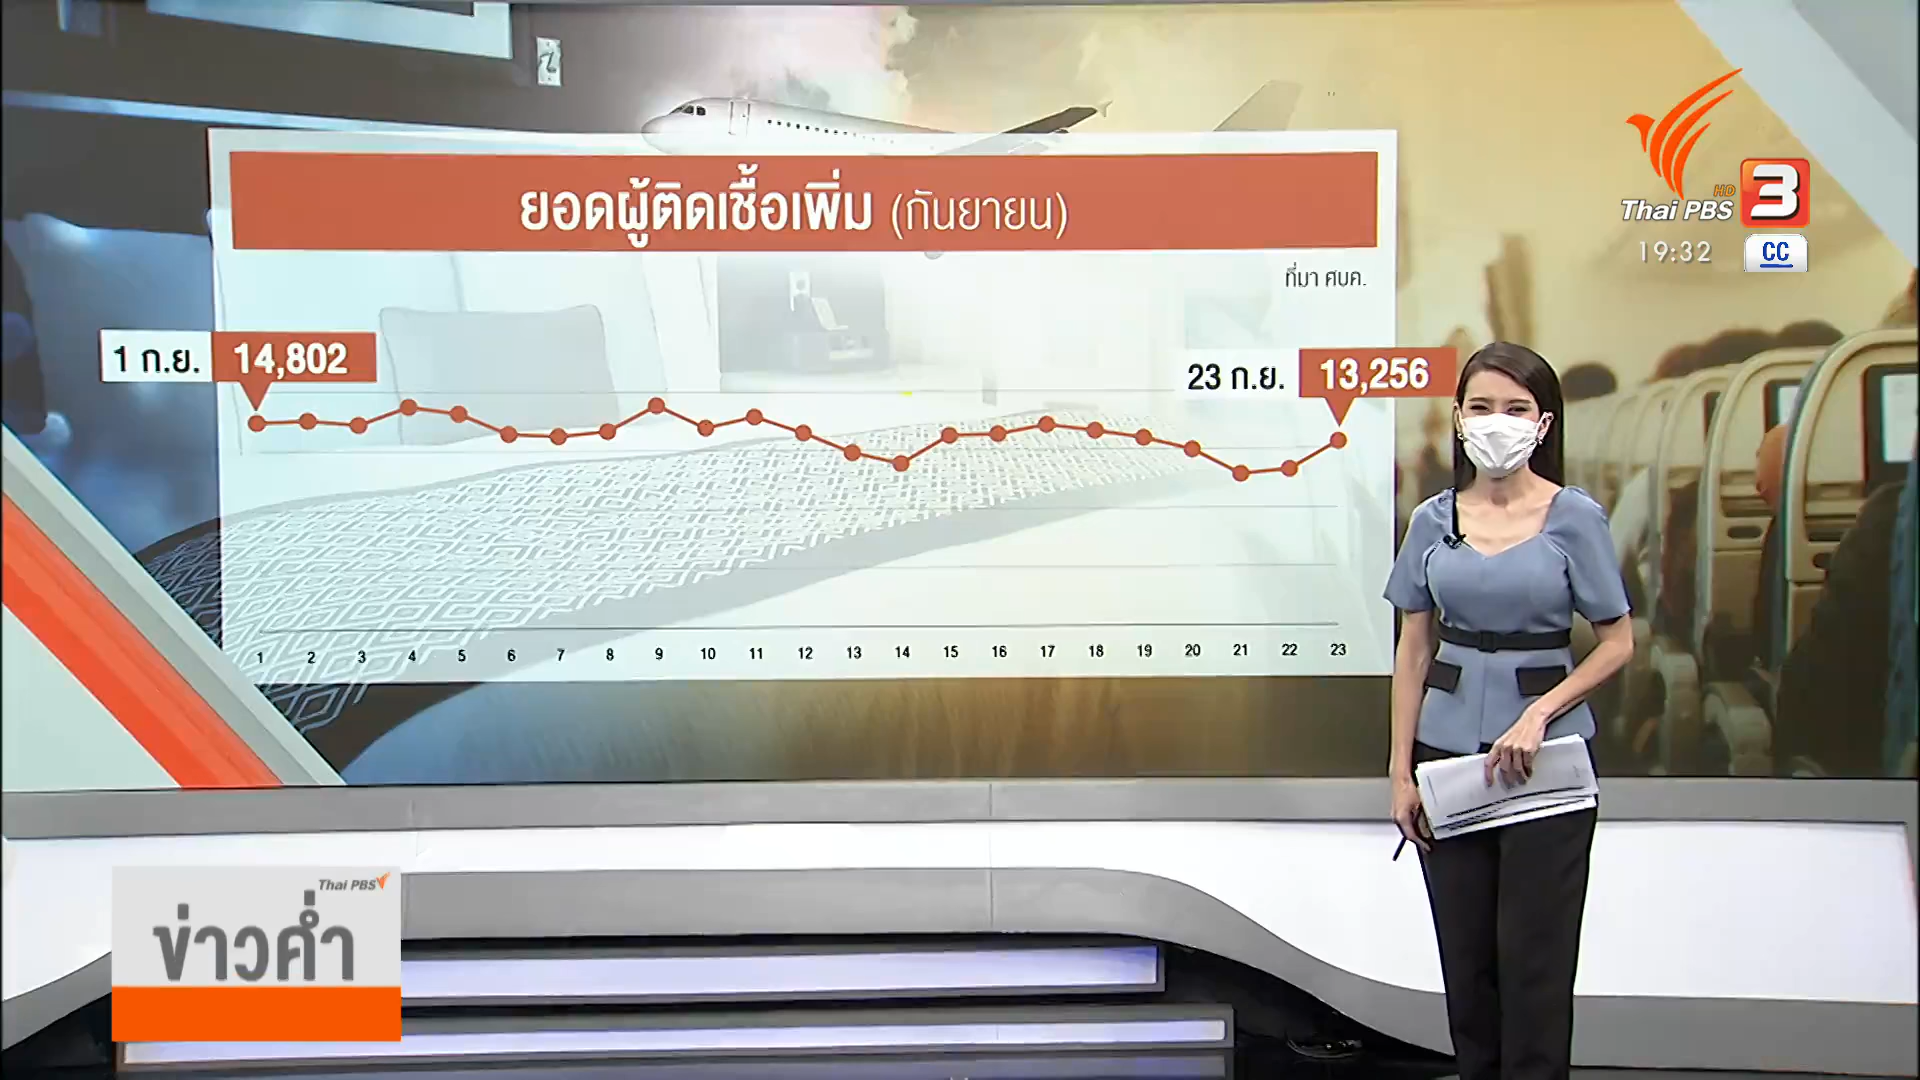 ยอดผู้ติดเชื้อเพิ่ม (กันยายน)
Thai PBS HD 3
19:32 CC
ที่มา ศบค.
1 ก.ย. 14,802
23 ก.ย. 13,256
1 2 3 4 5 6 7 8 9 10 11 12 13 14 15 16 17 18 19 20 21 22 23
Thai PBS
ข่าวค่ำ